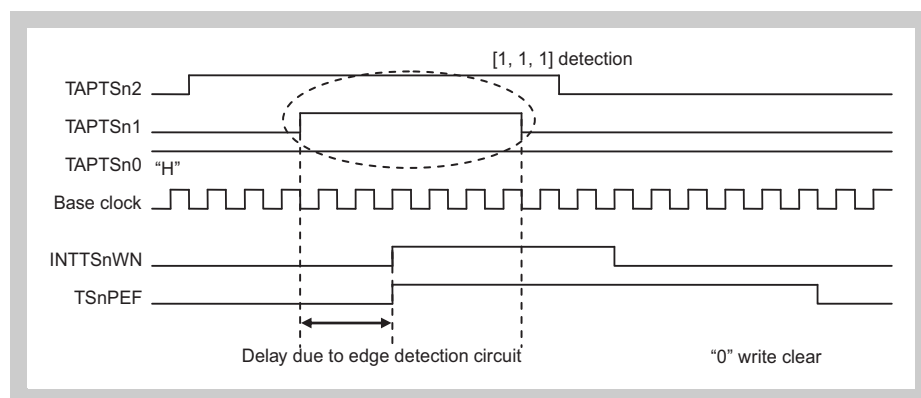 [1, 1, 1] detection
TAPTSn2
TAPTSn1
TAPTSn0 “H”
Base clock
INTTSnWN
TSnPEF
Delay due to edge detection circuit
“0” write clear